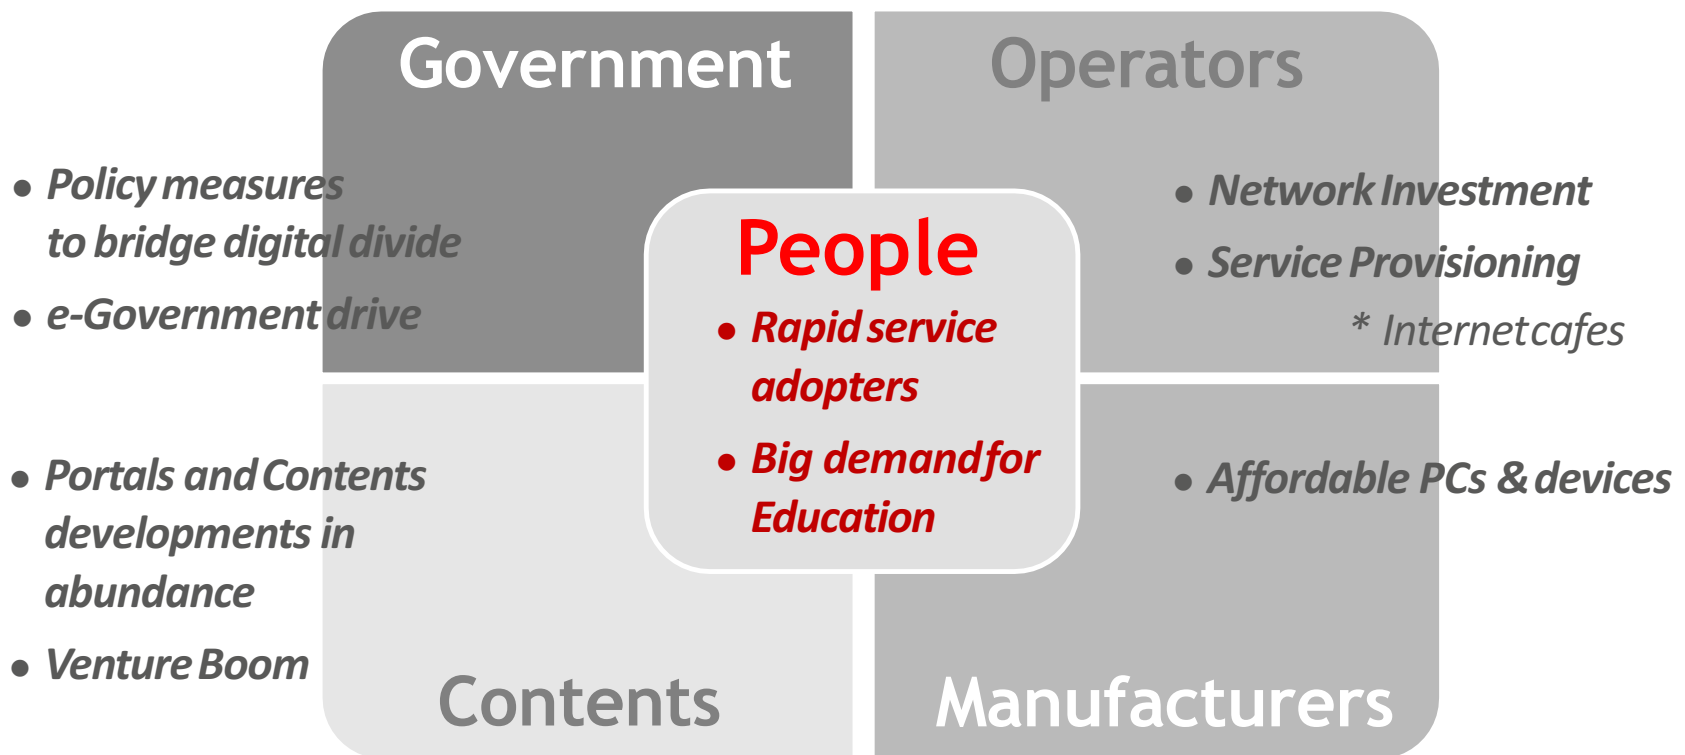 Government
● Policy measures
to bridge digital divide
● e-Government drive
Operators
● Network Investment
● Service Provisioning
* Internet cafes
People
● Rapid service
adopters
● Big demand for
Education
● Portals and Contents
developments in
abundance
● Venture Boom
Contents
● Affordable PCs & devices
Manufacturers